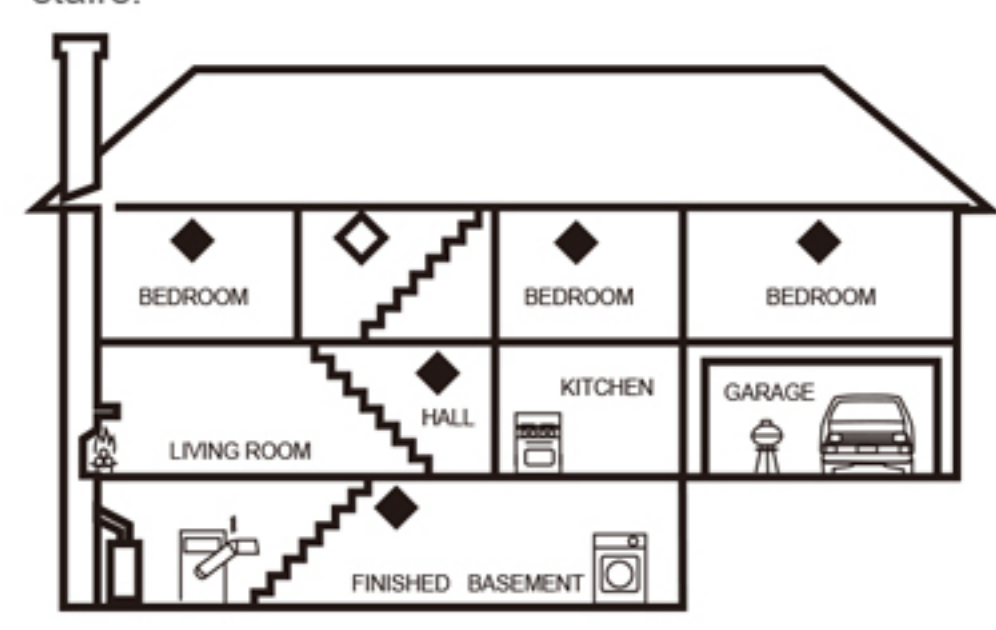 BEDROOM
BEDROOM
BEDROOM
HALL
KITCHEN
GARAGE
LIVING ROOM
FINISHED BASEMENT